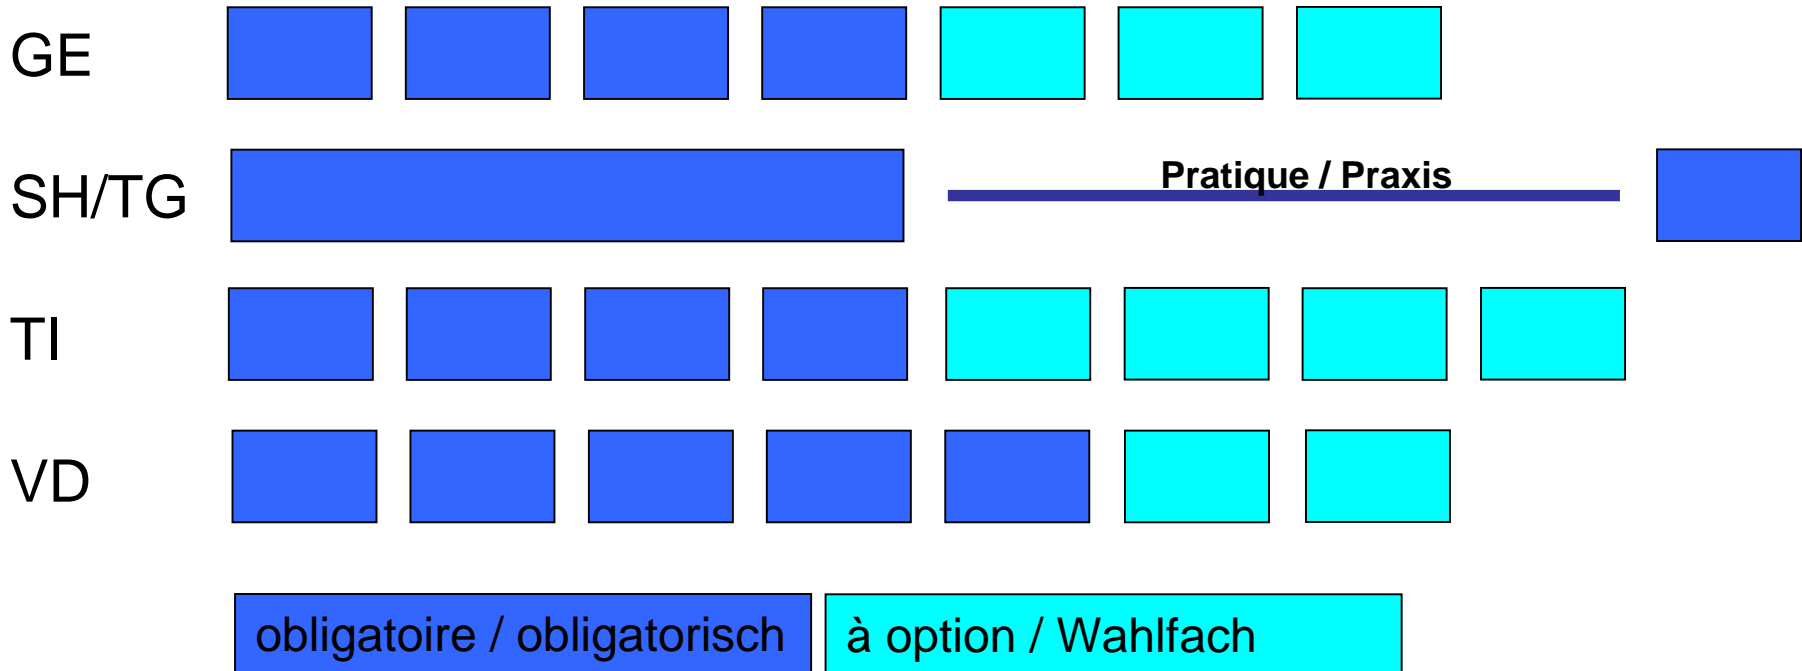 GE
SH/TG
Pratique / Praxis
TI
VD
obligatoire / obligatorisch
à option / Wahlfach